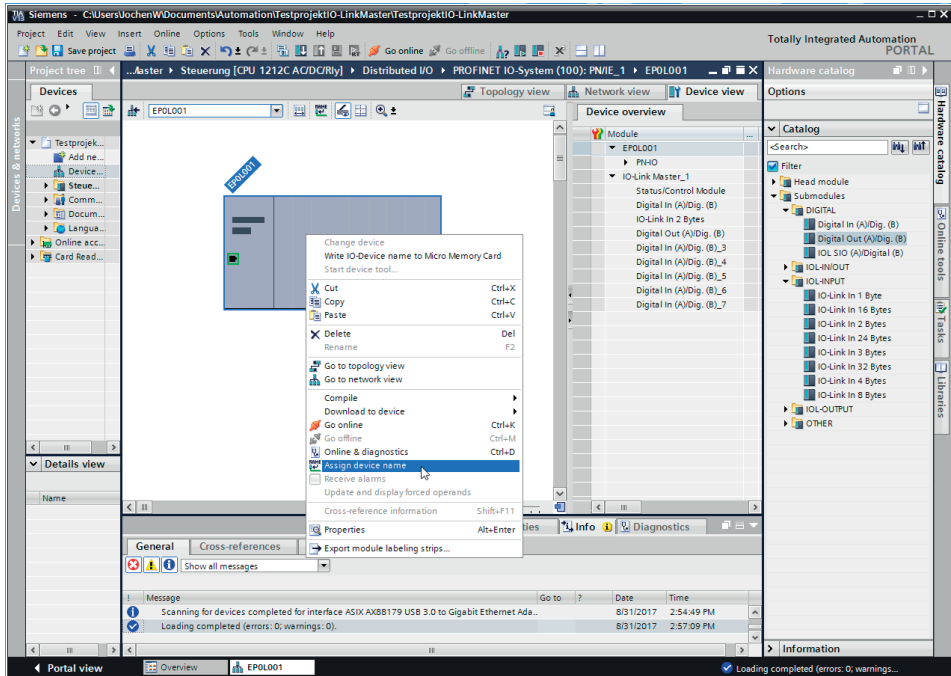 Siemens - C:\Users\JochenW\Documents\Automation\TestprojektIO-LinkMaster\TestprojektIO-LinkMaster
Project Edit View Insert Online Options Tools Window Help
Totally Integrated Automation
PORTAL
Save project
Go online
Go offline
Project tree
...laster ▸ Steuerung [CPU 1212C AC/DC/Rly] ▸ Distributed I/O ▸ PROFINET IO-System (100): PN/IE_1 ▸ EP0L001
Hardware catalog
Devices
Topology view
Network view
Device view
Options
EP0L001
Device overview
Module
...
EP0L001
PN-IO
IO-Link Master_1
Status/Control Module
Digital In (A)/Dig. (B)
IO-Link In 2 Bytes
Digital Out (A)/Dig. (B)
Digital In (A)/Dig. (B)_3
Digital In (A)/Dig. (B)_4
Digital In (A)/Dig. (B)_5
Digital In (A)/Dig. (B)_6
Digital In (A)/Dig. (B)_7
Devices & networks
Testprojek...
Add ne...
Device...
Steue...
Comm...
Docum...
Langua...
Online acc...
Card Read...
EP0L001
Change device
Write IO-Device name to Micro Memory Card
Start device tool...
Cut Ctrl+X
Copy Ctrl+C
Paste Ctrl+V
Delete Del
Rename F2
Go to topology view
Go to network view
Compile
Download to device
Go online Ctrl+K
Go offline Ctrl+M
Online & diagnostics Ctrl+D
Assign device name
Receive alarms
Update and display forced operands
Cross-reference information Shift+F11
Properties Alt+Enter
Export module labeling strips...
Catalog
<Search>
Filter
Head module
Submodules
DIGITAL
Digital In (A)/Dig. (B)
Digital Out (A)/Dig. (B)
IOL SIO (A)/Digital (B)
IOL-IN/OUT
IOL-INPUT
IO-Link In 1 Byte
IO-Link In 16 Bytes
IO-Link In 2 Bytes
IO-Link In 24 Bytes
IO-Link In 3 Bytes
IO-Link In 32 Bytes
IO-Link In 4 Bytes
IO-Link In 8 Bytes
IOL-OUTPUT
OTHER
Hardware catalog
Online tools
Tasks
Libraries
Details view
Name
ties
Info
Diagnostics
General
Cross-references
Show all messages
! Message Go to ? Date Time
Scanning for devices completed for interface ASIX AX88179 USB 3.0 to Gigabit Ethernet Ada.. 8/31/2017 2:54:49 PM
Loading completed (errors: 0; warnings: 0). 8/31/2017 2:57:09 PM
Information
Portal view
Overview
EP0L001
Loading completed (errors: 0; warnings...